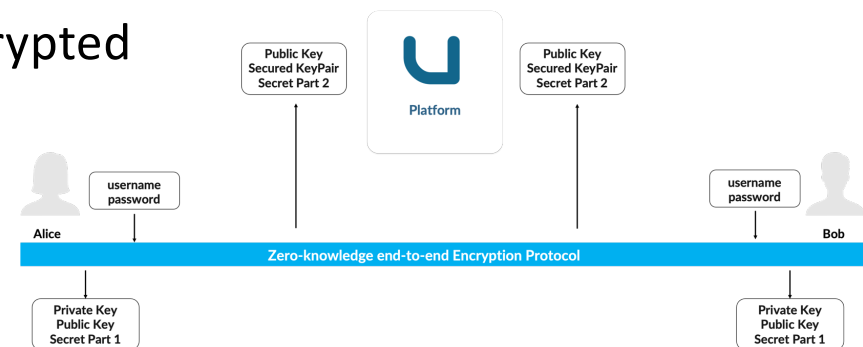 rypted
Public Key
Secured KeyPair
Secret Part 2
Platform
Public Key
Secured KeyPair
Secret Part 2
username
password
username
password
Alice
Bob
Zero-knowledge end-to-end Encryption Protocol
Private Key
Public Key
Secret Part 1
Private Key
Public Key
Secret Part 1